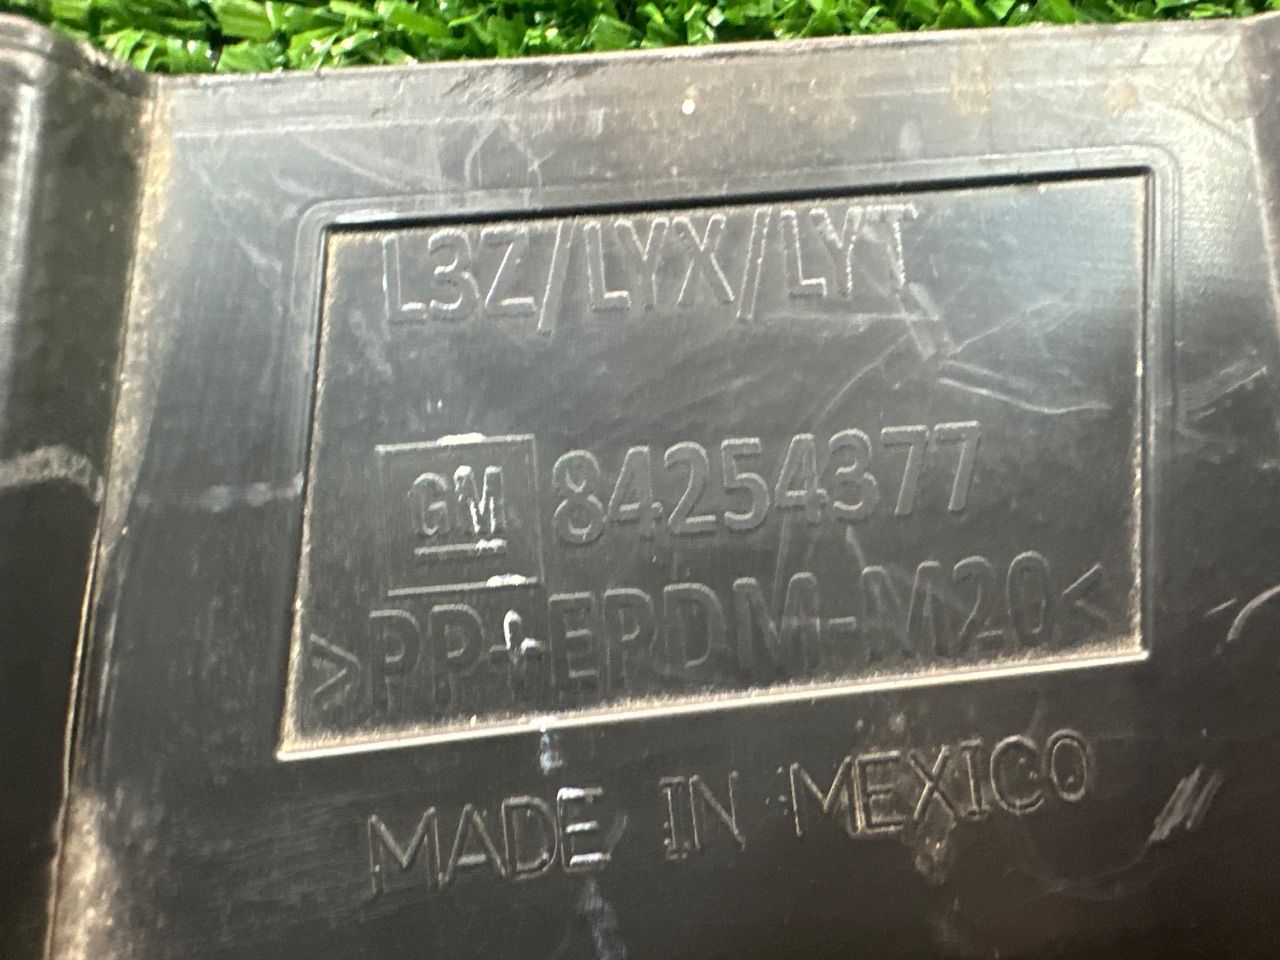 L3Z/LYX/LYT
GM 84254377
>PP+EPDM-M20<
MADE IN MEXICO